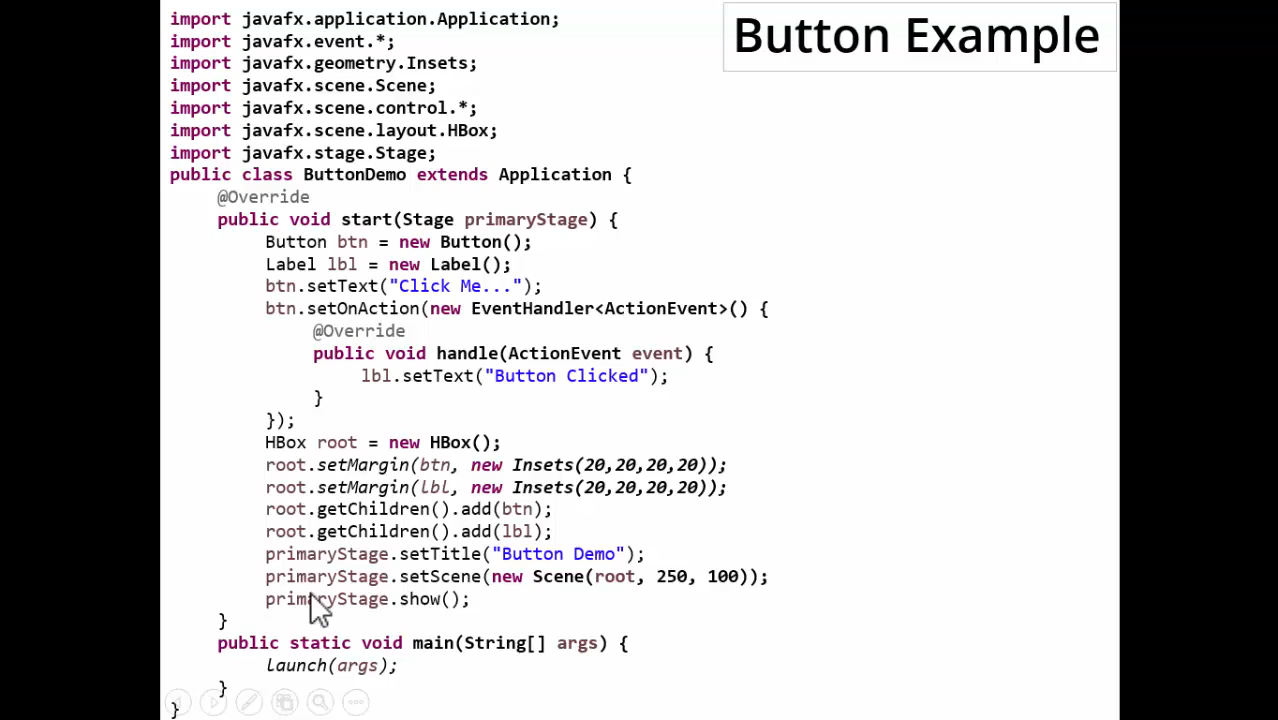 Button Example
import javafx.application.Application;
import javafx.event.*;
import javafx.geometry.Insets;
import javafx.scene.Scene;
import javafx.scene.control.*;
import javafx.scene.layout.HBox;
import javafx.stage.Stage;
public class ButtonDemo extends Application {
@Override
public void start(Stage primaryStage) {
Button btn = new Button();
Label lbl = new Label();
btn.setText("Click Me...");
btn.setOnAction(new EventHandler<ActionEvent>() {
@Override
public void handle(ActionEvent event) {
lbl.setText("Button Clicked");
}
});
HBox root = new HBox();
root.setMargin(btn, new Insets(20,20,20,20));
root.setMargin(lbl, new Insets(20,20,20,20));
root.getChildren().add(btn);
root.getChildren().add(lbl);
primaryStage.setTitle("Button Demo");
primaryStage.setScene(new Scene(root, 250, 100));
primaryStage.show();
}
public static void main(String[] args) {
launch(args);
}
}